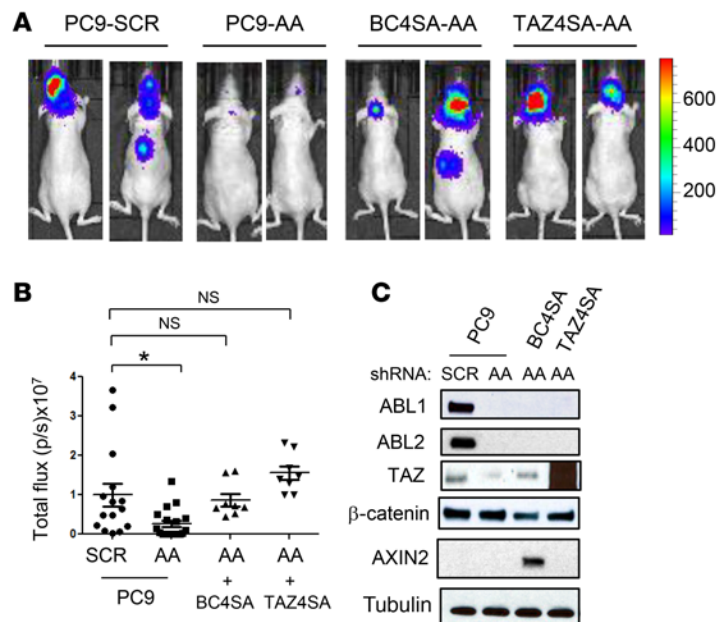 A
PC9-SCR PC9-AA BC4SA-AA TAZ4SA-AA
600
400
200
B
NS
NS
*
Total flux (p/s)x10⁷
4
3
2
1
0
SCR AA AA AA
+ +
PC9 BC4SA TAZ4SA
C
PC9 BC4SA TAZ4SA
shRNA: SCR AA AA AA
ABL1
ABL2
TAZ
β-catenin
AXIN2
Tubulin